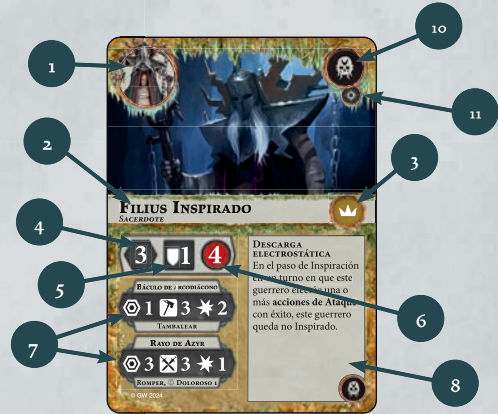 1
10
11
2
3
Filius Inspirado
Sacerdote
4
3
1
4
5
6
Báculo de Arcodiácono
1 3 2
Tambalear
7
Rayo de Azyr
3 3 1
Romper, Doloroso 1
© GW 2024
Descarga
electrostática
En el paso de Inspiración
en un turno en que este
guerrero efectúe una o
más acciones de Ataque
con éxito, este guerrero
queda no Inspirado.
8